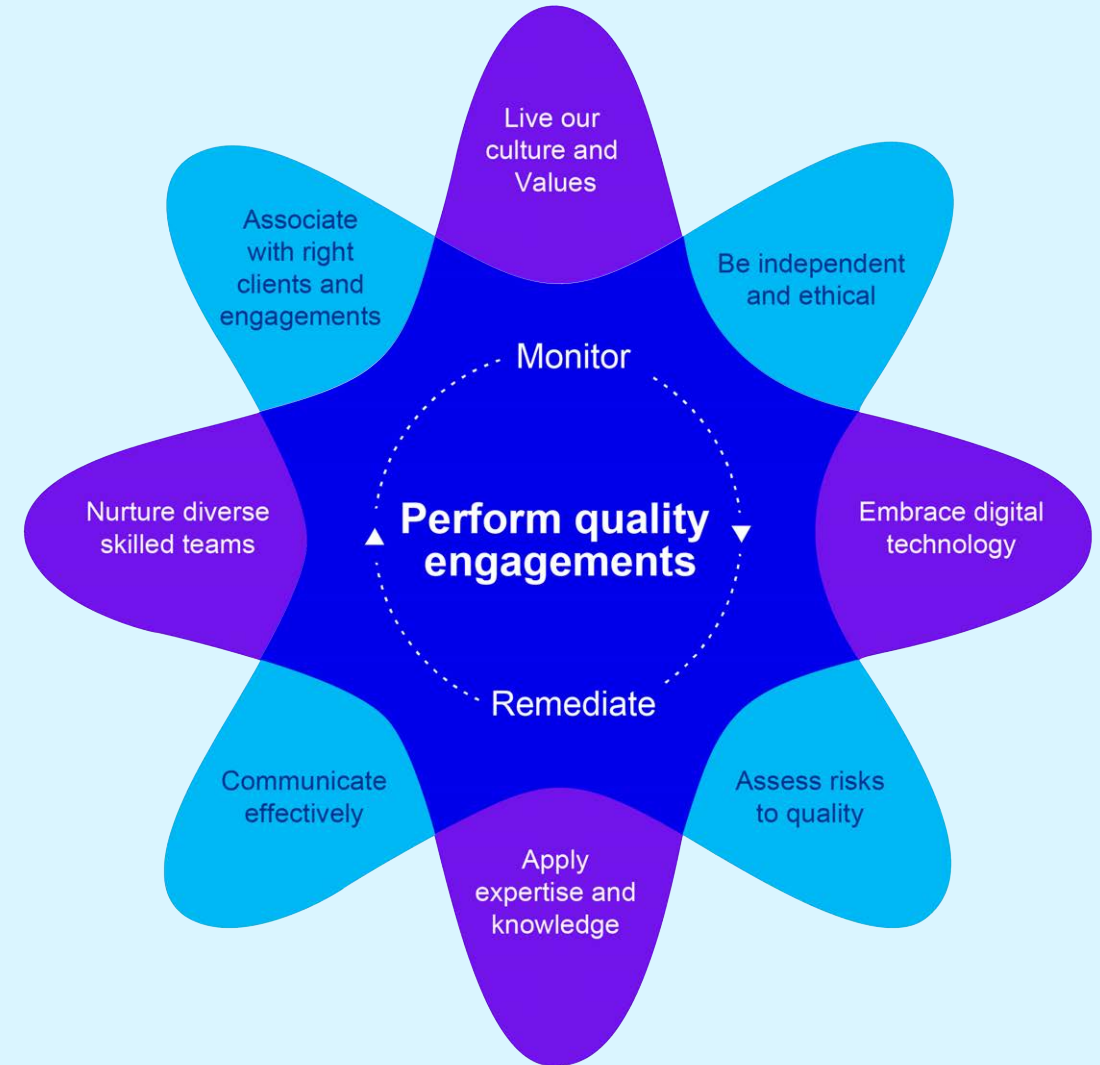 Live our
culture and
Values
Be independent
and ethical
Embrace digital
technology
Assess risks
to quality
Apply
expertise and
knowledge
Communicate
effectively
Nurture diverse
skilled teams
Associate
with right
clients and
engagements
Monitor
Perform quality
engagements
Remediate